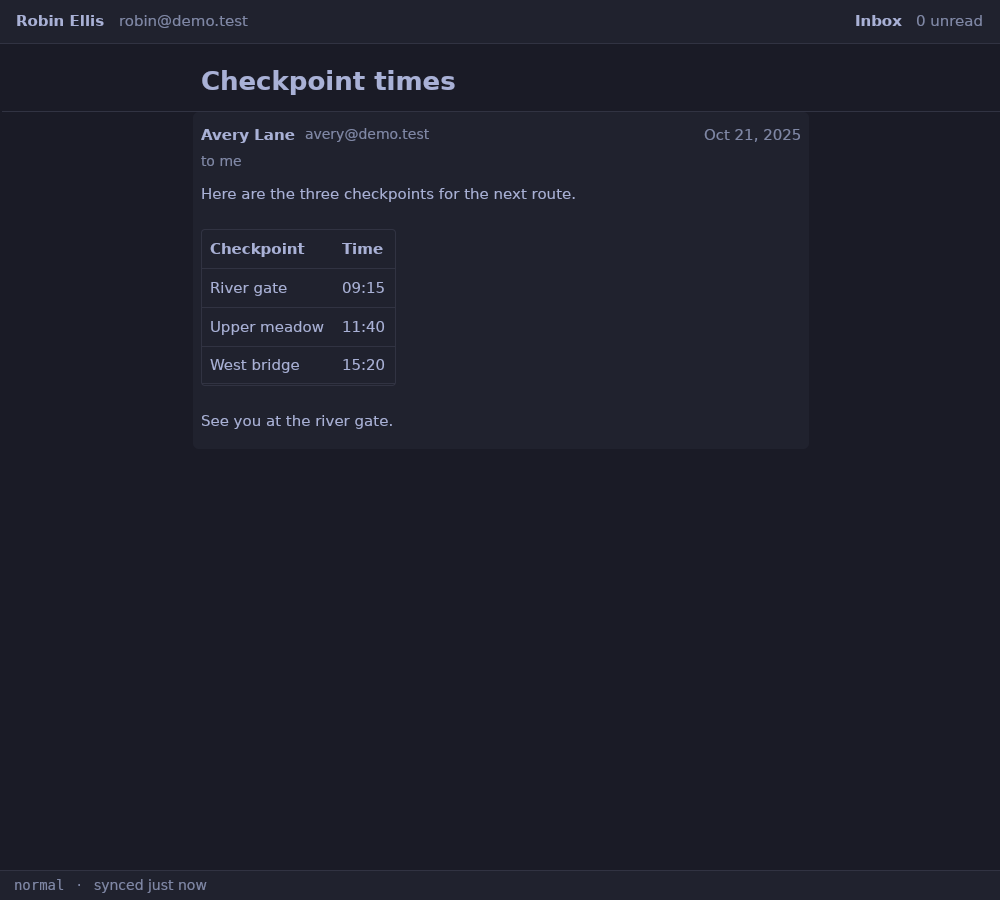 Robin Ellis robin@demo.test Inbox 0 unread
Checkpoint times
Avery Lane avery@demo.test Oct 21, 2025
to me
Here are the three checkpoints for the next route.
Checkpoint Time
River gate 09:15
Upper meadow 11:40
West bridge 15:20
See you at the river gate.
normal · synced just now